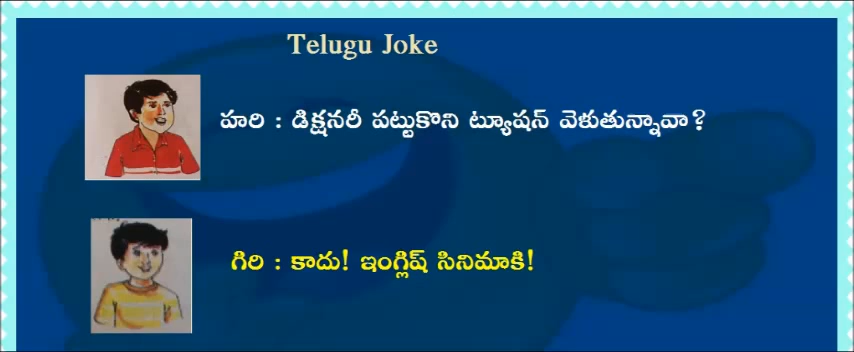 Telugu Joke
హరి : డిక్షనరీ పట్టుకొని ట్యూషన్ వెళుతున్నావా?
గిరి : కాదు! ఇంగ్లిష్ సినిమాకి!